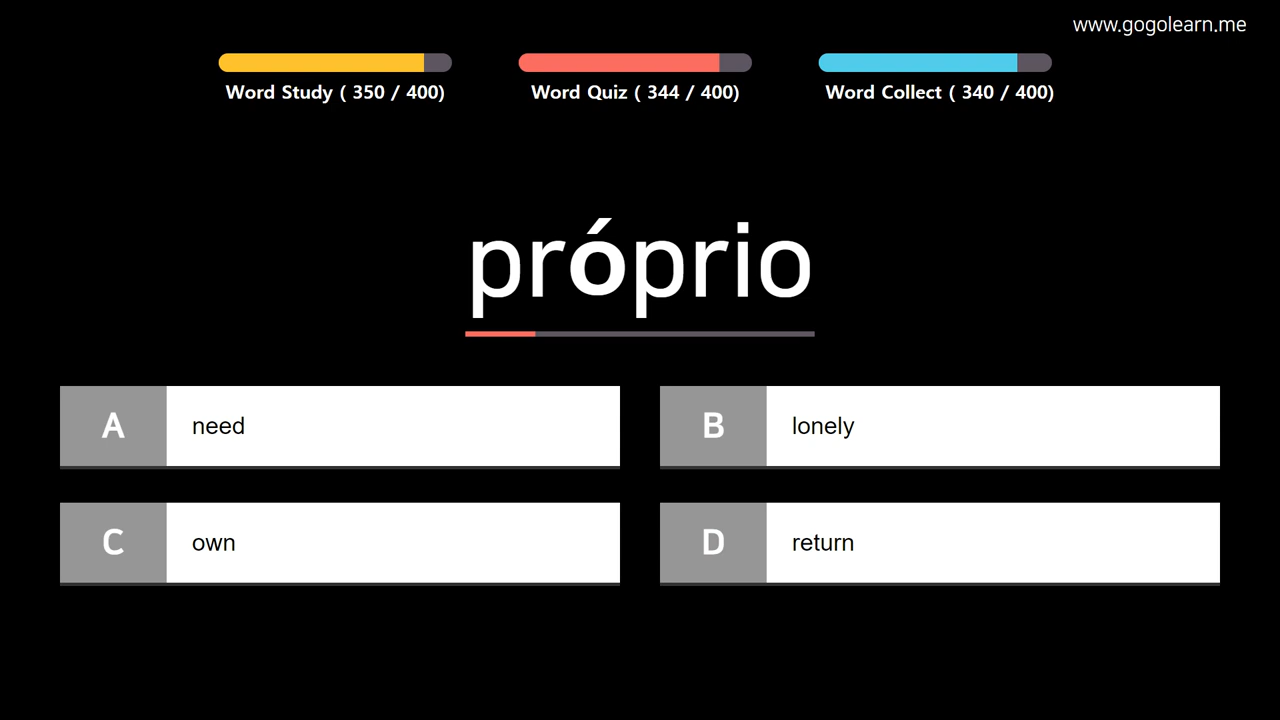 www.gogolearn.me
Word Study ( 350 / 400)
Word Quiz ( 344 / 400)
Word Collect ( 340 / 400)
próprio
A need
B lonely
C own
D return